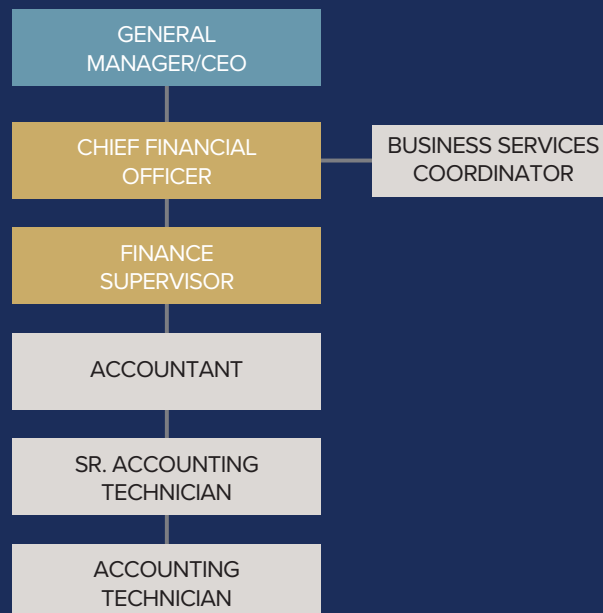 GENERAL
MANAGER/CEO
CHIEF FINANCIAL
OFFICER
BUSINESS SERVICES
COORDINATOR
FINANCE
SUPERVISOR
ACCOUNTANT
SR. ACCOUNTING
TECHNICIAN
ACCOUNTING
TECHNICIAN